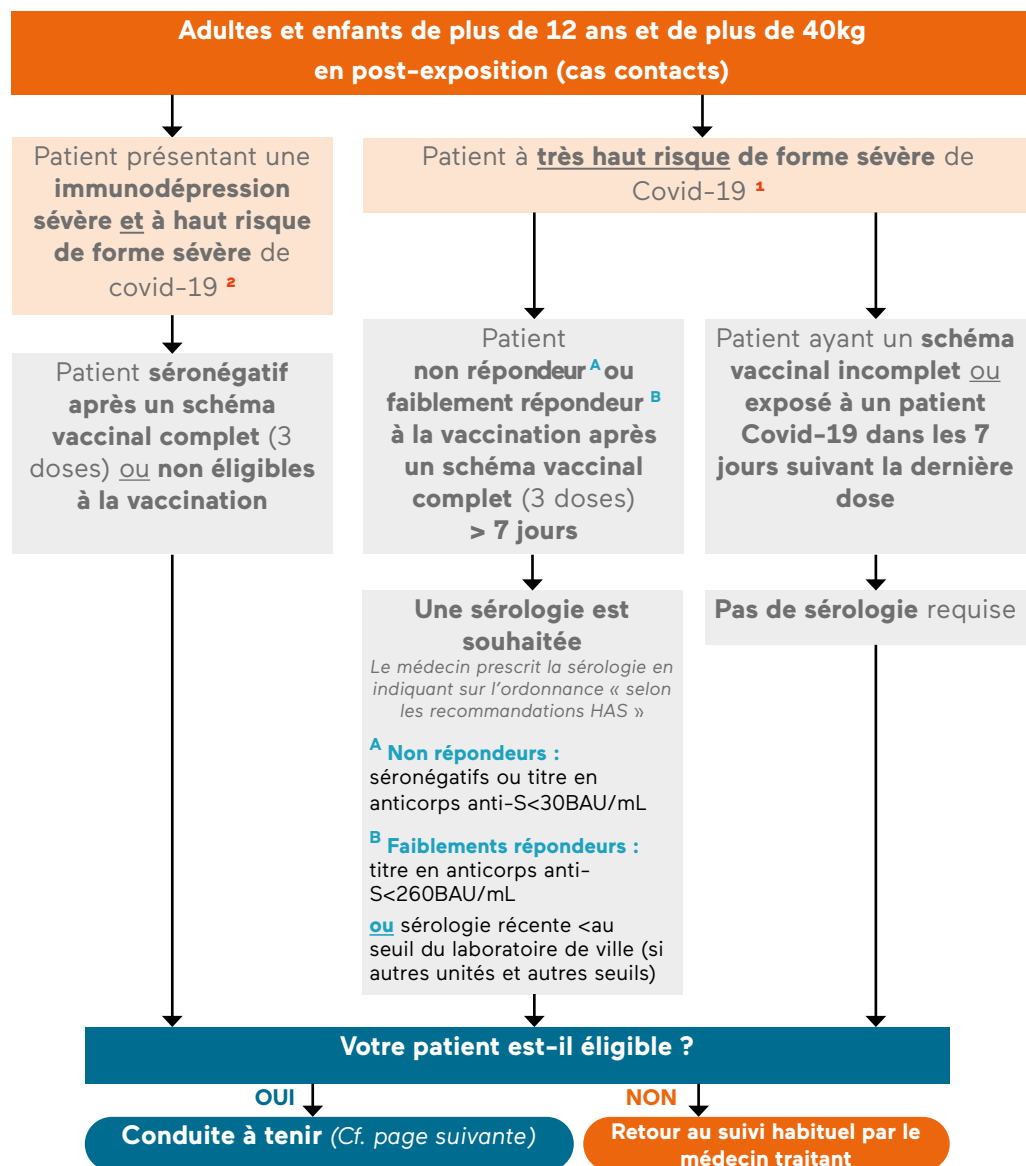 Adultes et enfants de plus de 12 ans et de plus de 40kg
en post-exposition (cas contacts)
Patient présentant une
immunodépression
sévère et à haut risque
de forme sévère de
covid-19 ²
Patient à très haut risque de forme sévère de
Covid-19 ¹
Patient séronégatif
après un schéma
vaccinal complet (3
doses) ou non éligibles
à la vaccination
Patient
non répondeur A ou
faiblement répondeur B
à la vaccination après
un schéma vaccinal
complet (3 doses)
> 7 jours
Patient ayant un schéma
vaccinal incomplet ou
exposé à un patient
Covid-19 dans les 7
jours suivant la dernière
dose
Une sérologie est
souhaitée
Le médecin prescrit la sérologie en
indiquant sur l'ordonnance « selon
les recommandations HAS »
A Non répondeurs :
séronégatifs ou titre en
anticorps anti-S<30BAU/mL
B Faiblements répondeurs :
titre en anticorps anti-
S<260BAU/mL
ou sérologie récente <au
seuil du laboratoire de ville (si
autres unités et autres seuils)
Pas de sérologie requise
Votre patient est-il éligible ?
OUI
NON
Conduite à tenir (Cf. page suivante)
Retour au suivi habituel par le
médecin traitant